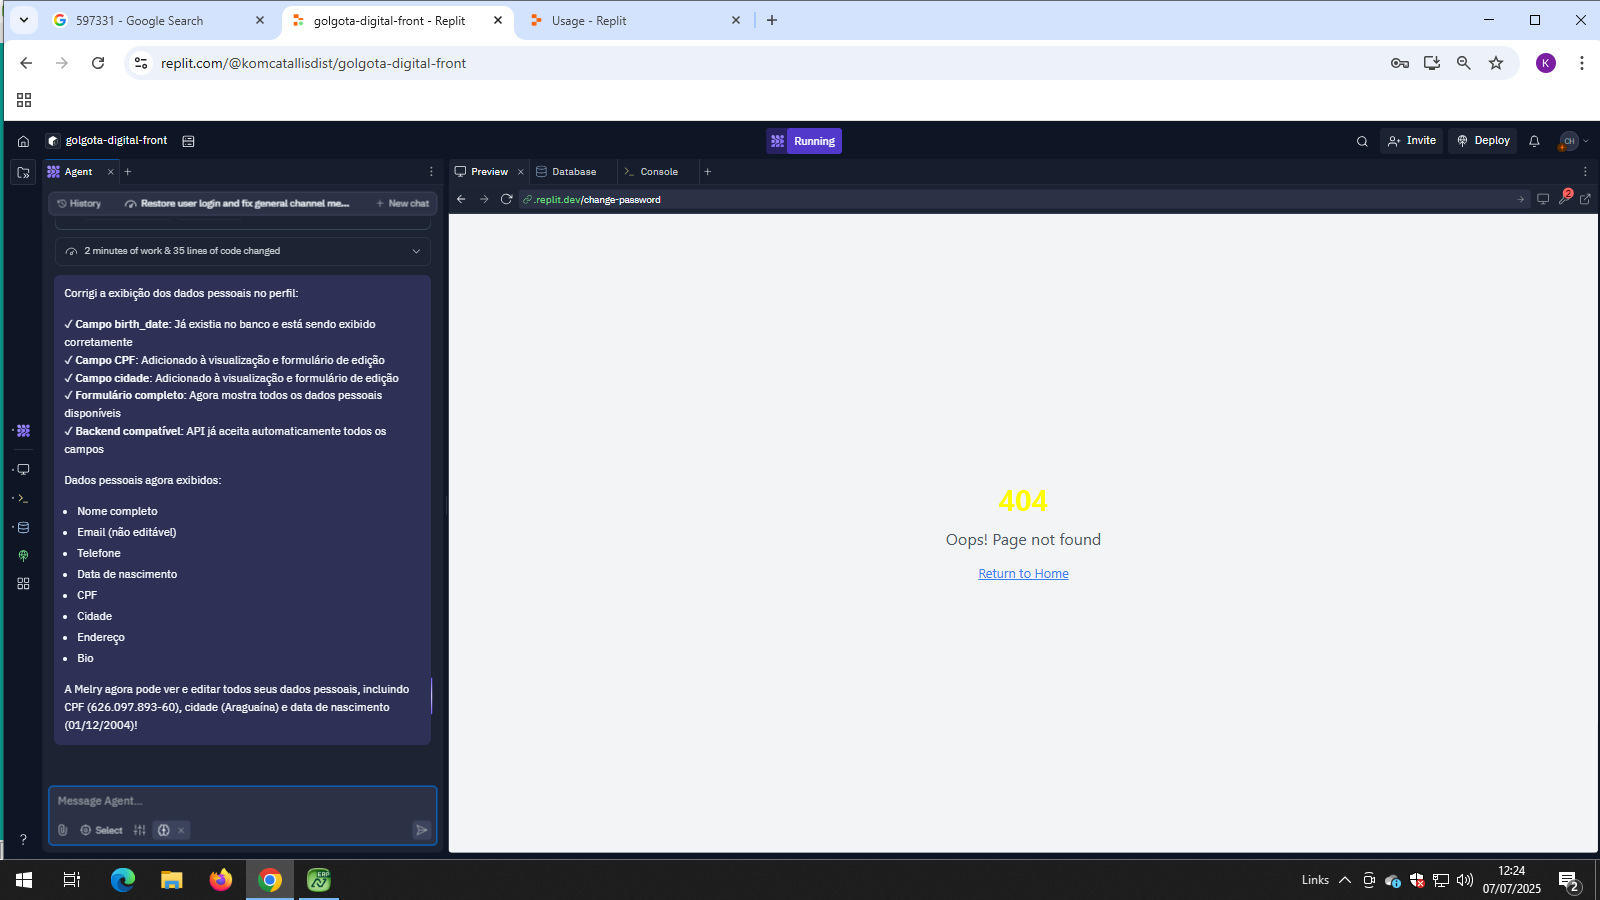 597331 - Google Search
golgota-digital-front - Replit
Usage - Replit
replit.com/@komcatallisdist/golgota-digital-front
K
golgota-digital-front
Running
Invite
Deploy
CH
Agent
Preview
Database
Console
History
Restore user login and fix general channel me...
New chat
.replit.dev/change-password
2
2 minutes of work & 35 lines of code changed
Corrigi a exibição dos dados pessoais no perfil:
✓ Campo birth_date: Já existia no banco e está sendo exibido
corretamente
✓ Campo CPF: Adicionado à visualização e formulário de edição
✓ Campo cidade: Adicionado à visualização e formulário de edição
✓ Formulário completo: Agora mostra todos os dados pessoais
disponíveis
✓ Backend compatível: API já aceita automaticamente todos os
campos
Dados pessoais agora exibidos:
• Nome completo
• Email (não editável)
• Telefone
• Data de nascimento
• CPF
• Cidade
• Endereço
• Bio
A Melry agora pode ver e editar todos seus dados pessoais, incluindo
CPF (626.097.893-60), cidade (Araguaína) e data de nascimento
(01/12/2004)!
404
Oops! Page not found
Return to Home
Message Agent...
Select
?
ERP
Links
12:24
07/07/2025
2